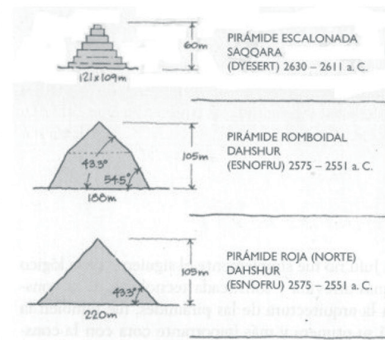 60m
PIRÁMIDE ESCALONADA
SAQQARA
(DYESERT) 2630 – 2611 a. C.
121x109m
PIRÁMIDE ROMBOIDAL
DAHSHUR
(ESNOFRU) 2575 – 2551 a. C.
105m
43.3°
54.5°
188m
PIRÁMIDE ROJA (NORTE)
DAHSHUR
(ESNOFRU) 2575 – 2551 a. C.
105m
43.3°
220m